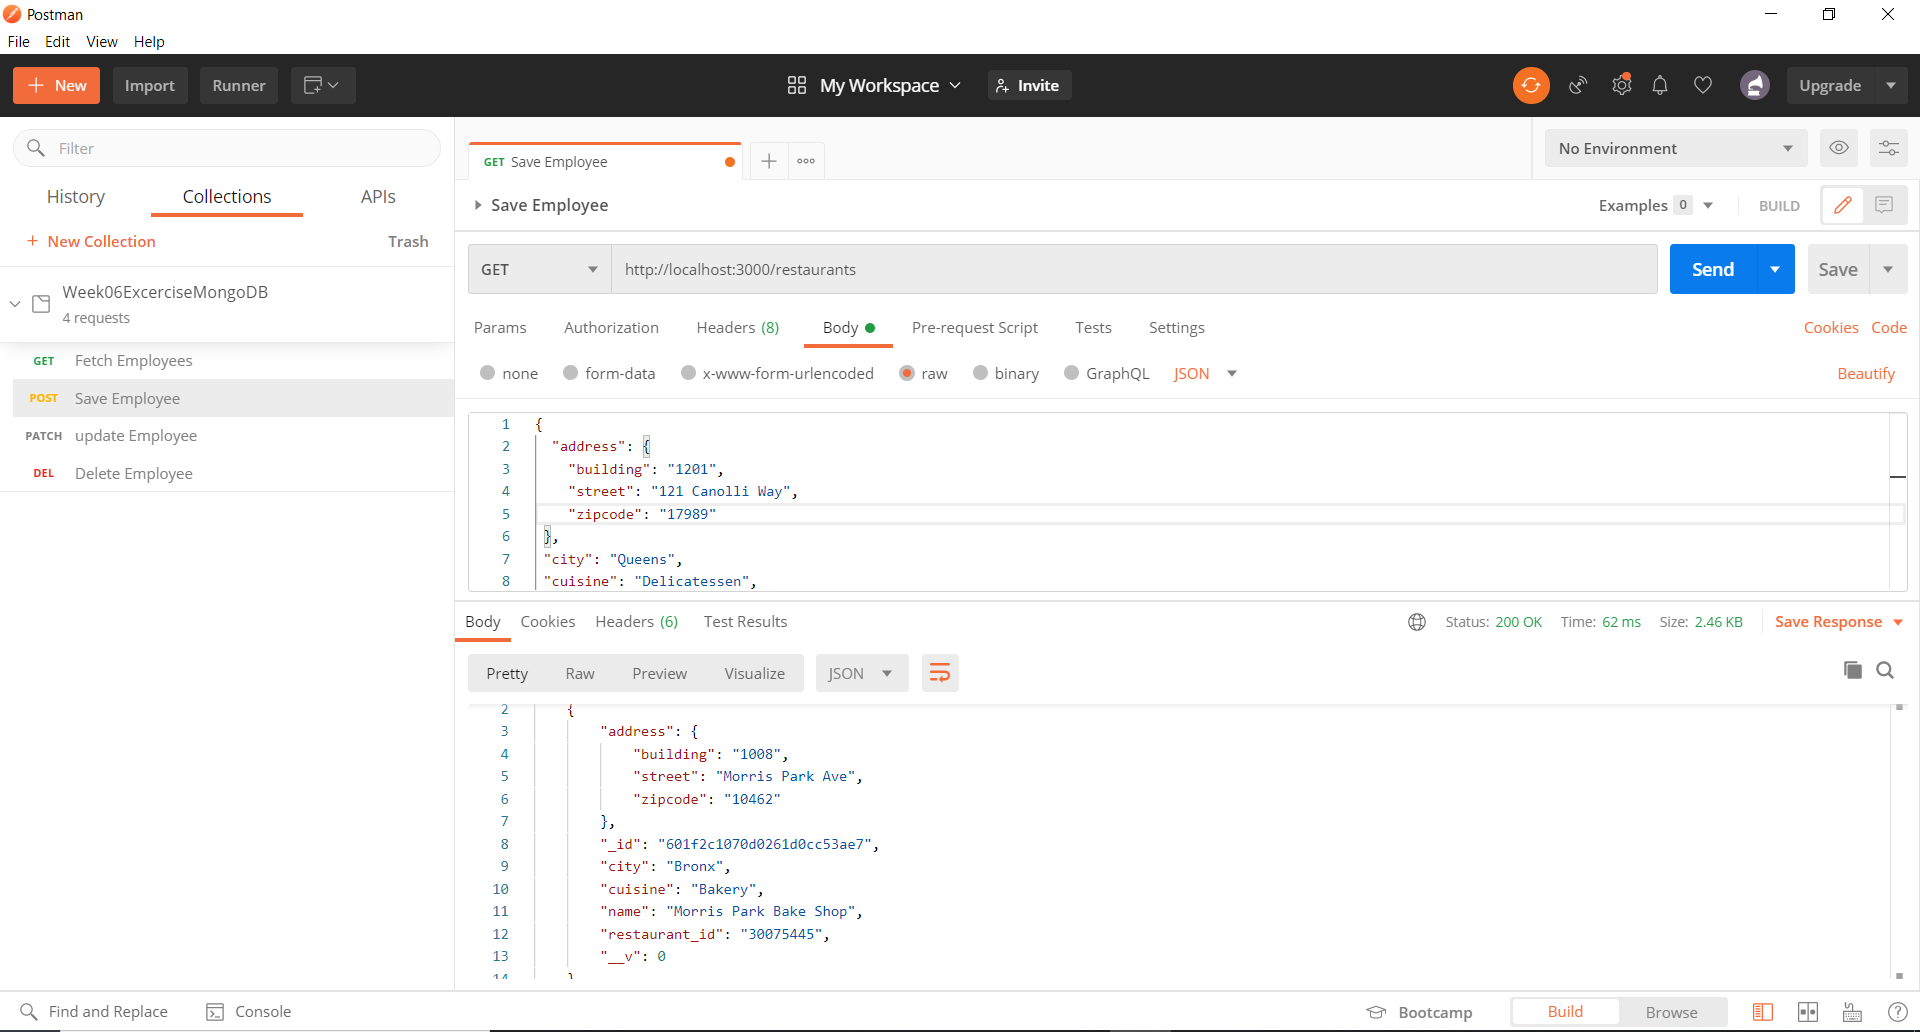 Postman
File Edit View Help
+ New Import Runner My Workspace Invite Upgrade
Filter
History Collections APIs
+ New Collection Trash
Week06ExcerciseMongoDB
4 requests
GET Fetch Employees
POST Save Employee
PATCH update Employee
DEL Delete Employee
GET Save Employee
No Environment
Save Employee
Examples 0 BUILD
GET http://localhost:3000/restaurants Send Save
Params Authorization Headers (8) Body Pre-request Script Tests Settings Cookies Code
none form-data x-www-form-urlencoded raw binary GraphQL JSON Beautify
1 {
2 "address": {
3 "building": "1201",
4 "street": "121 Canolli Way",
5 "zipcode": "17989"
6 },
7 "city": "Queens",
8 "cuisine": "Delicatessen",
Body Cookies Headers (6) Test Results Status: 200 OK Time: 62 ms Size: 2.46 KB Save Response
Pretty Raw Preview Visualize JSON
2 {
3 "address": {
4 "building": "1008",
5 "street": "Morris Park Ave",
6 "zipcode": "10462"
7 },
8 "_id": "601f2c1070d0261d0cc53ae7",
9 "city": "Bronx",
10 "cuisine": "Bakery",
11 "name": "Morris Park Bake Shop",
12 "restaurant_id": "30075445",
13 "__v": 0
14 }
Find and Replace Console Bootcamp Build Browse